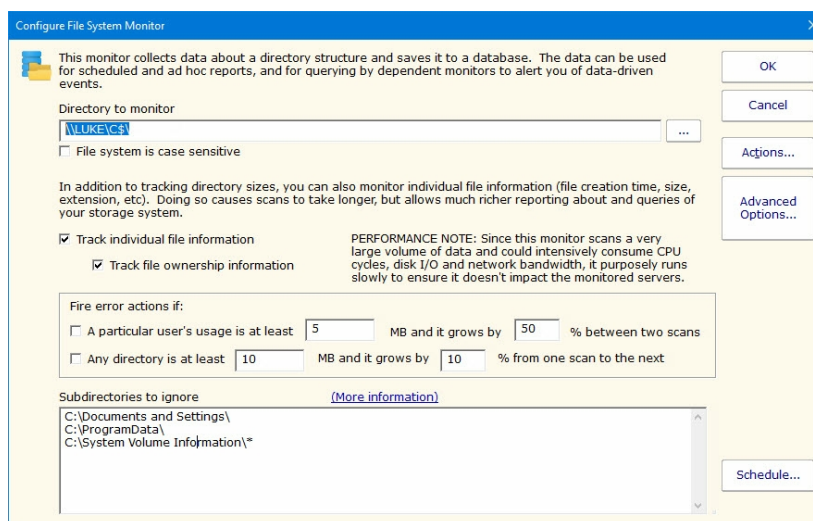 Configure File System Monitor
This monitor collects data about a directory structure and saves it to a database. The data can be used
for scheduled and ad hoc reports, and for querying by dependent monitors to alert you of data-driven
events.
OK
Cancel
Directory to monitor
\\LUKE\C$\
...
File system is case sensitive
Actions...
In addition to tracking directory sizes, you can also monitor individual file information (file creation time, size,
extension, etc). Doing so causes scans to take longer, but allows much richer reporting about and queries of
your storage system.
Advanced
Options...
Track individual file information
Track file ownership information
PERFORMANCE NOTE: Since this monitor scans a very
large volume of data and could intensively consume CPU
cycles, disk I/O and network bandwidth, it purposely runs
slowly to ensure it doesn't impact the monitored servers.
Fire error actions if:
A particular user's usage is at least 5 MB and it grows by 50 % between two scans
Any directory is at least 10 MB and it grows by 10 % from one scan to the next
Subdirectories to ignore (More information)
C:\Documents and Settings\
C:\ProgramData\
C:\System Volume Information\*
Schedule...